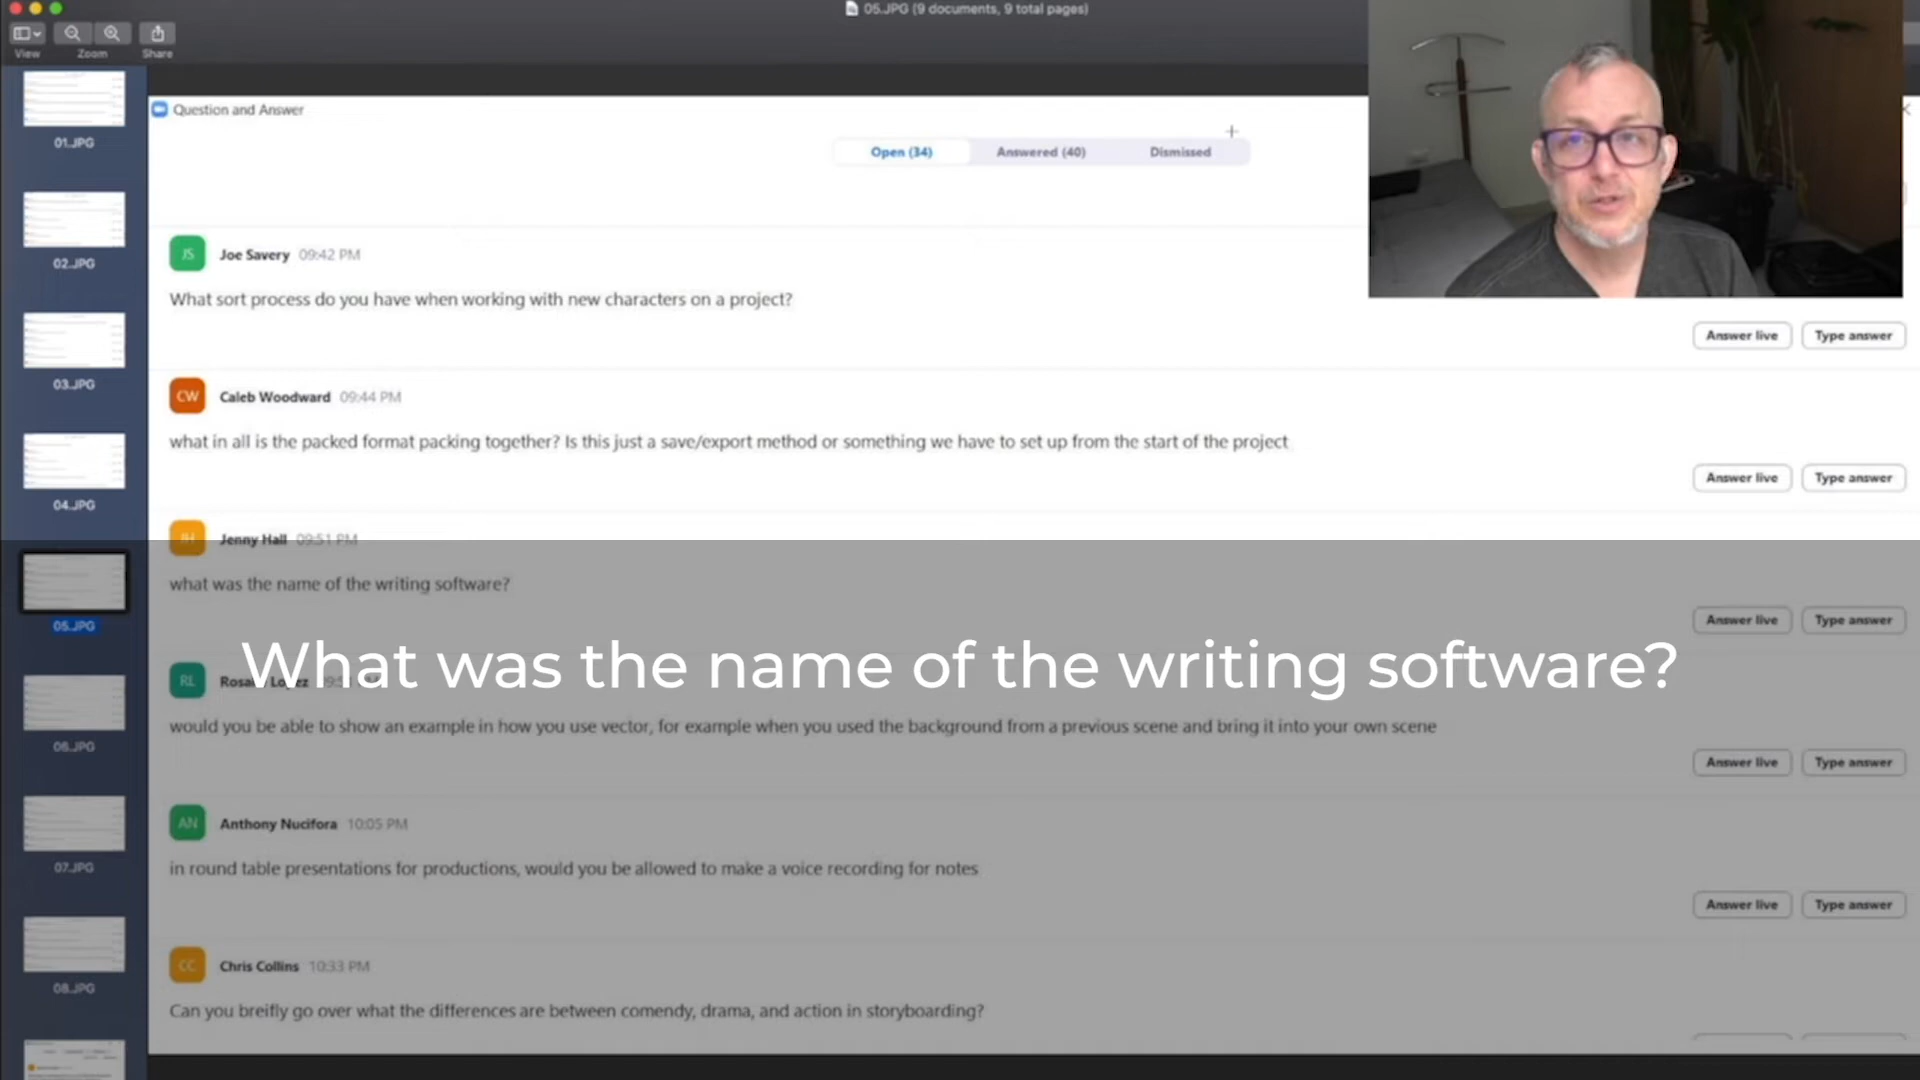 05.JPG (9 documents, 9 total pages)
View
Zoom
Share
01.JPG
02.JPG
03.JPG
04.JPG
05.JPG
06.JPG
07.JPG
08.JPG
Question and Answer
Open (34)
Answered (40)
Dismissed
JS
Joe Savery 09:42 PM
What sort process do you have when working with new characters on a project?
Answer live
Type answer
CW
Caleb Woodward 09:44 PM
what in all is the packed format packing together? Is this just a save/export method or something we have to set up from the start of the project
Answer live
Type answer
JH
Jenny Hall 09:51 PM
what was the name of the writing software?
Answer live
Type answer
What was the name of the writing software?
RL
would you be able to show an example in how you use vector, for example when you used the background from a previous scene and bring it into your own scene
Answer live
Type answer
AN
Anthony Nucifora 10:05 PM
in round table presentations for productions, would you be allowed to make a voice recording for notes
Answer live
Type answer
CC
Chris Collins 10:33 PM
Can you breifly go over what the differences are between comendy, drama, and action in storyboarding?